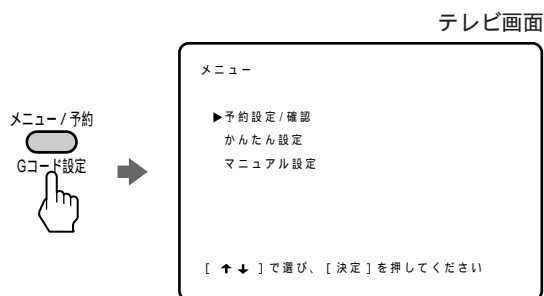 テレビ画面
メニュー
▶予約設定/確認
かんたん設定
マニュアル設定
[ ↑↓ ]で選び、[決定]を押してください
メニュー/予約
Gコード設定